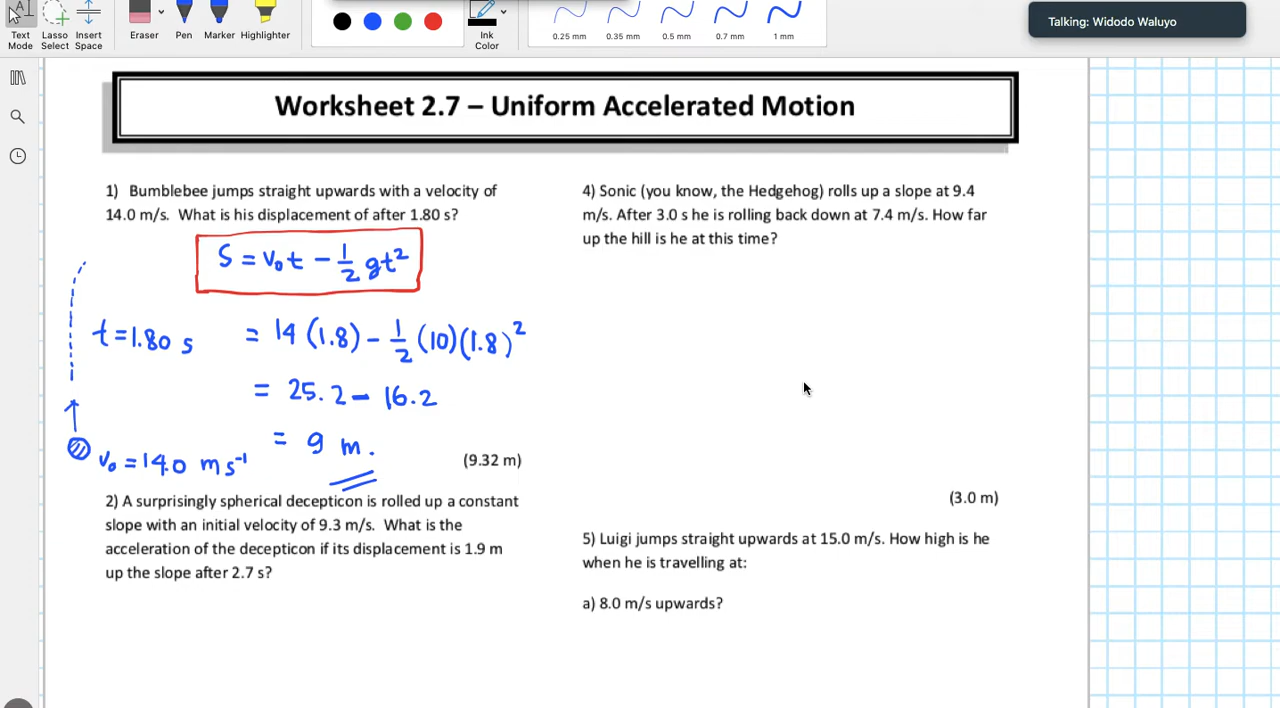 Text Mode
Lasso Select
Insert Space
Eraser
Pen
Marker
Highlighter
Ink Color
0.25 mm
0.35 mm
0.5 mm
0.7 mm
1 mm
Talking: Widodo Waluyo
Worksheet 2.7 – Uniform Accelerated Motion
1) Bumblebee jumps straight upwards with a velocity of
14.0 m/s. What is his displacement of after 1.80 s?
S = v₀t − ½ gt²
t = 1.80 s
= 14 (1.8) − ½ (10)(1.8)²
= 25.2 − 16.2
= 9 m.
v₀ = 14.0 ms⁻¹
(9.32 m)
2) A surprisingly spherical decepticon is rolled up a constant
slope with an initial velocity of 9.3 m/s. What is the
acceleration of the decepticon if its displacement is 1.9 m
up the slope after 2.7 s?
4) Sonic (you know, the Hedgehog) rolls up a slope at 9.4
m/s. After 3.0 s he is rolling back down at 7.4 m/s. How far
up the hill is he at this time?
(3.0 m)
5) Luigi jumps straight upwards at 15.0 m/s. How high is he
when he is travelling at:
a) 8.0 m/s upwards?